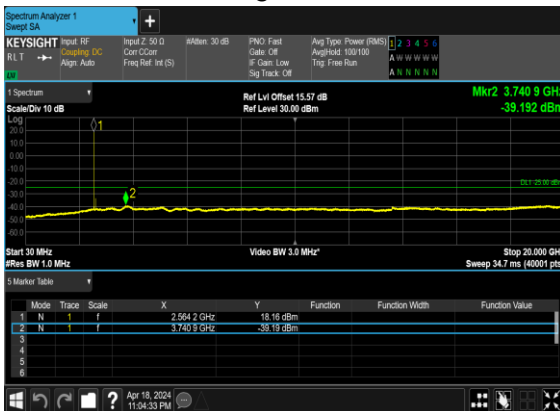 Spectrum Analyzer 1
Swept SA
KEYSIGHT
RLT
Input: RF
Coupling: DC
Align: Auto
Input Z: 50 Ω
Corr CCorr
Freq Ref: Int (S)
#Atten: 30 dB
PNO: Fast
Gate: Off
IF Gain: Low
Sig Track: Off
Avg Type: Power (RMS)
Avg|Hold: 100/100
Trig: Free Run
1 2 3 4 5 6
A W W W W W
A N N N N N
1 Spectrum
Scale/Div 10 dB
Ref Lvl Offset 15.57 dB
Ref Level 30.00 dBm
Mkr2 3.740 9 GHz
-39.192 dBm
Log
20.0
10.0
0.00
-10.0
-20.0
-30.0
-40.0
-50.0
-60.0
1
2
DL1 -25.00 dBm
Start 30 MHz
#Res BW 1.0 MHz
Video BW 3.0 MHz*
Stop 20.000 GHz
Sweep 34.7 ms (40001 pts
5 Marker Table
Mode Trace Scale X Y Function Function Width Function Value
1 N 1 f 2.564 2 GHz 18.16 dBm
2 N 1 f 3.740 9 GHz -39.19 dBm
3
4
5
6
?
Apr 18, 2024
11:04:33 PM